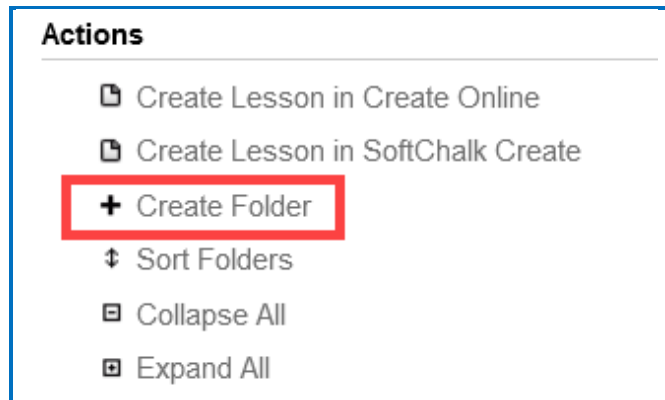 Actions
Create Lesson in Create Online
Create Lesson in SoftChalk Create
Create Folder
Sort Folders
Collapse All
Expand All